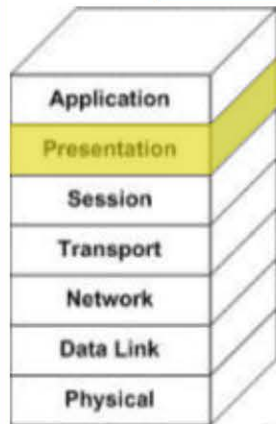 Application
Presentation
Session
Transport
Network
Data Link
Physical